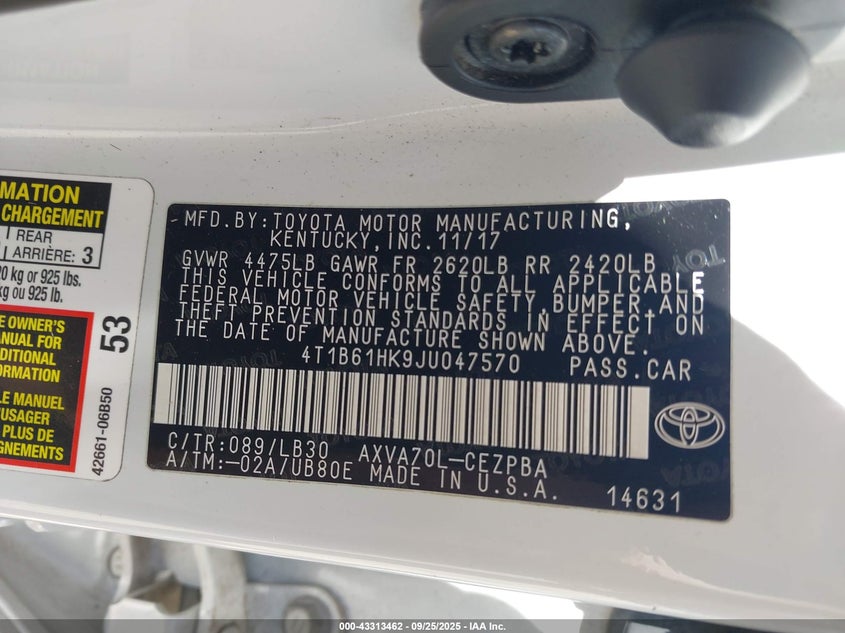 MATION
CHARGEMENT
REAR
ARRIÈRE: 3
20 kg or 925 lbs.
kg ou 925 lb.
E OWNER'S
MANUAL FOR
DITIONAL
ORMATION
LE MANUEL
'USAGER
R PLUS DE
EIGNEMENTS
53
42661-06B50
MFD. BY: TOYOTA MOTOR MANUFACTURING,
KENTUCKY, INC. 11/17
GVWR 4475LB GAWR FR 2620LB RR 2420LB
THIS VEHICLE CONFORMS TO ALL APPLICABLE
FEDERAL MOTOR VEHICLE SAFETY, BUMPER, AND
THEFT PREVENTION STANDARDS IN EFFECT ON
THE DATE OF MANUFACTURE SHOWN ABOVE.
4T1B61HK9JU047570 PASS. CAR
C/TR: 089/LB30 AXVA70L-CEZPBA
A/TM: -02A/UB80E MADE IN U.S.A.
14631
000-43313462 - 09/25/2025 - IAA Inc.